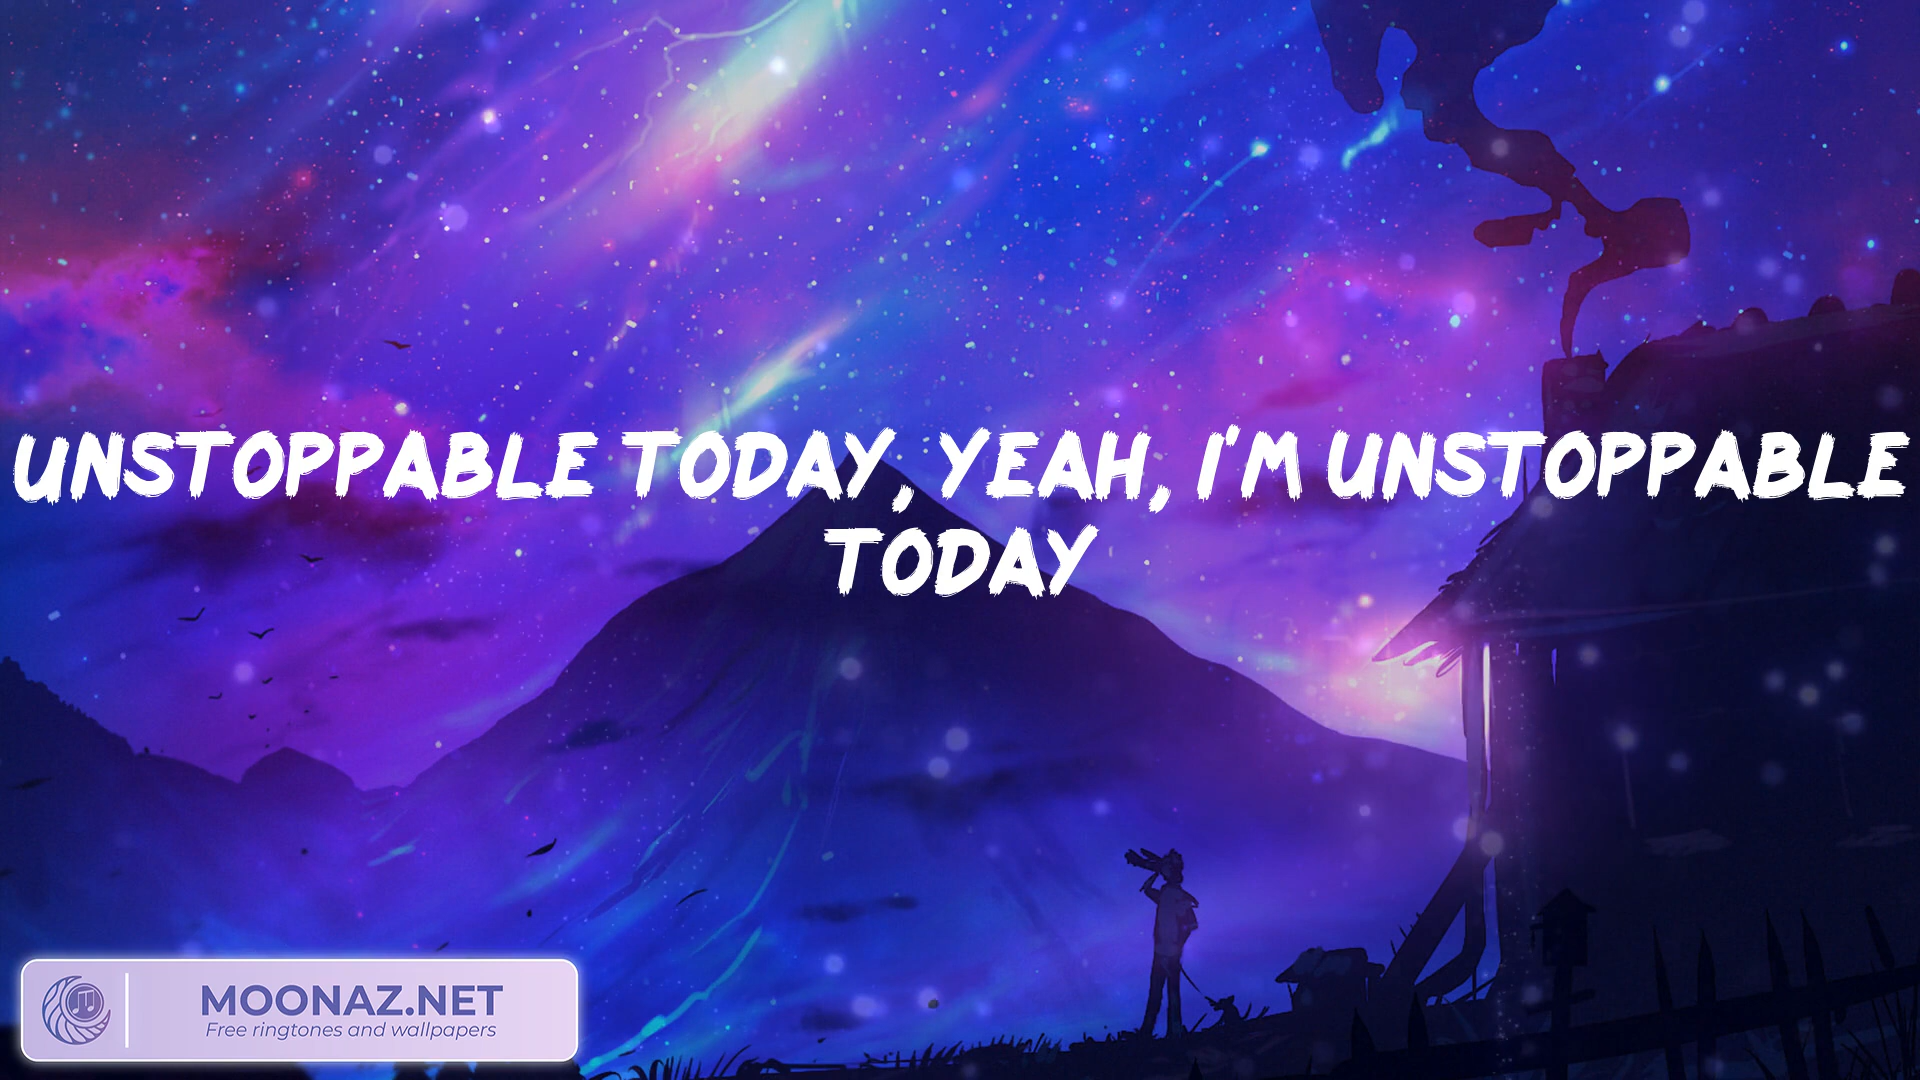 UNSTOPPABLE TODAY, YEAH, I'M UNSTOPPABLE
TODAY
MOONAZ.NET
Free ringtones and wallpapers